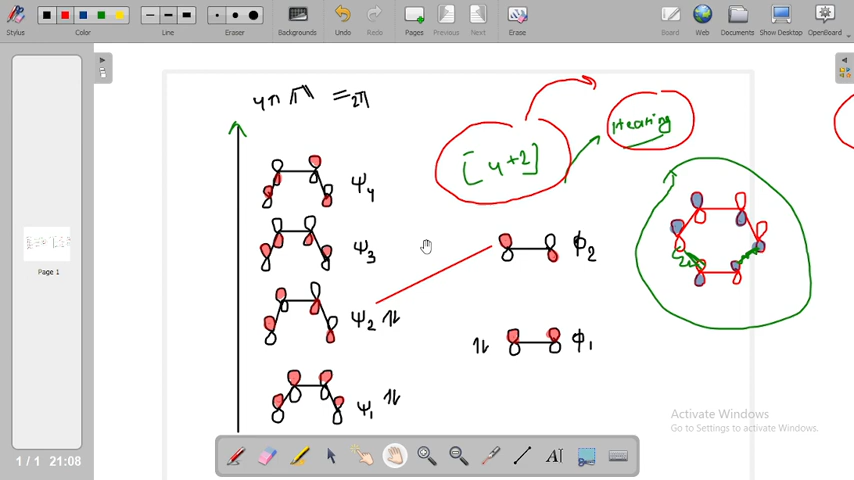 Stylus
Color
Line
Eraser
Backgrounds
Undo
Redo
Pages
Previous
Next
Erase
Board
Web
Documents
Show Desktop
OpenBoard
4π = 2π
[4+2]
Heating
ψ4
ψ3
ϕ2
ψ2 ⥮
⥮ ϕ1
ψ1 ⥮
Page 1
Activate Windows
Go to Settings to activate Windows.
1 / 1 21:08